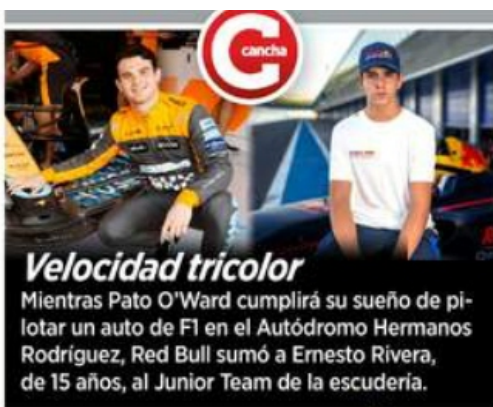 cancha
Velocidad tricolor
Mientras Pato O'Ward cumplirá su sueño de pi-
lotar un auto de F1 en el Autódromo Hermanos
Rodríguez, Red Bull sumó a Ernesto Rivera,
de 15 años, al Junior Team de la escudería.